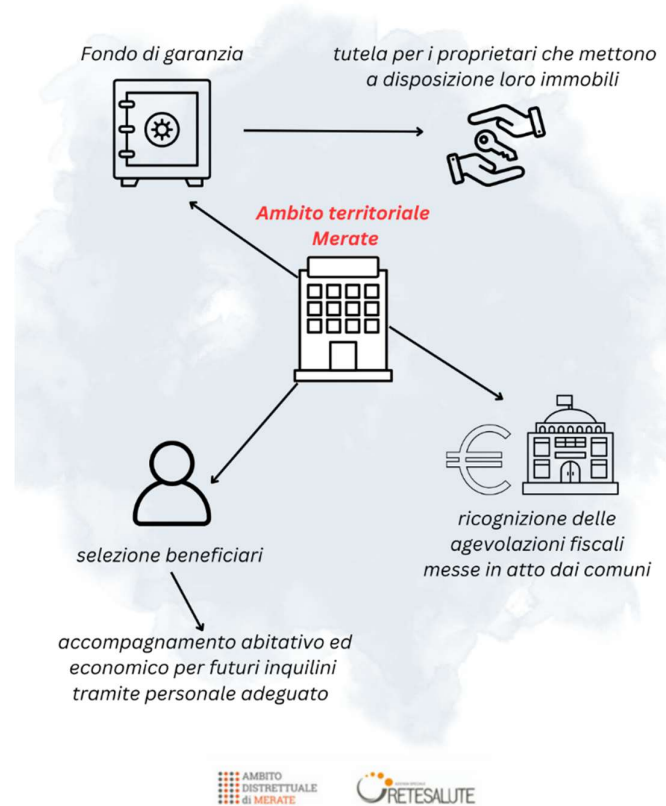 Fondo di garanzia
tutela per i proprietari che mettono
a disposizione loro immobili
Ambito territoriale
Merate
ricognizione delle
agevolazioni fiscali
messe in atto dai comuni
selezione beneficiari
accompagnamento abitativo ed
economico per futuri inquilini
tramite personale adeguato
AMBITO
DISTRETTUALE
di MERATE
RETESALUTE